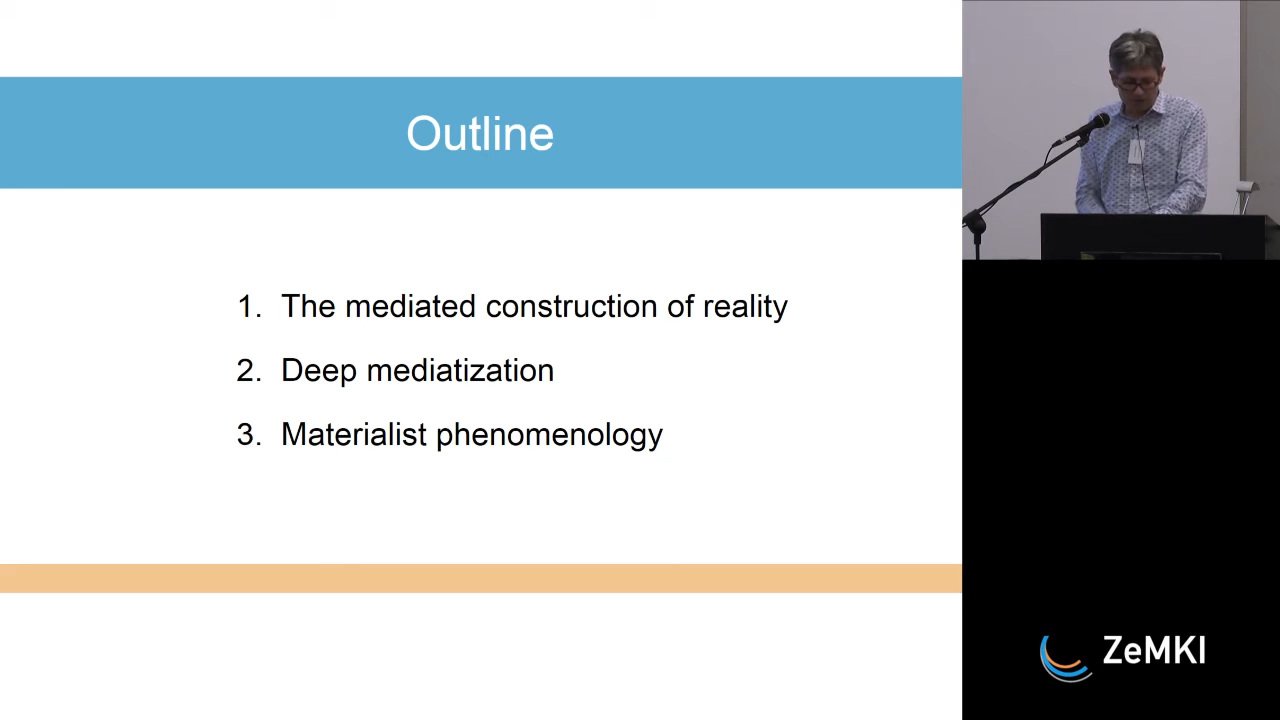 Outline
1. The mediated construction of reality
2. Deep mediatization
3. Materialist phenomenology
ZeMKI